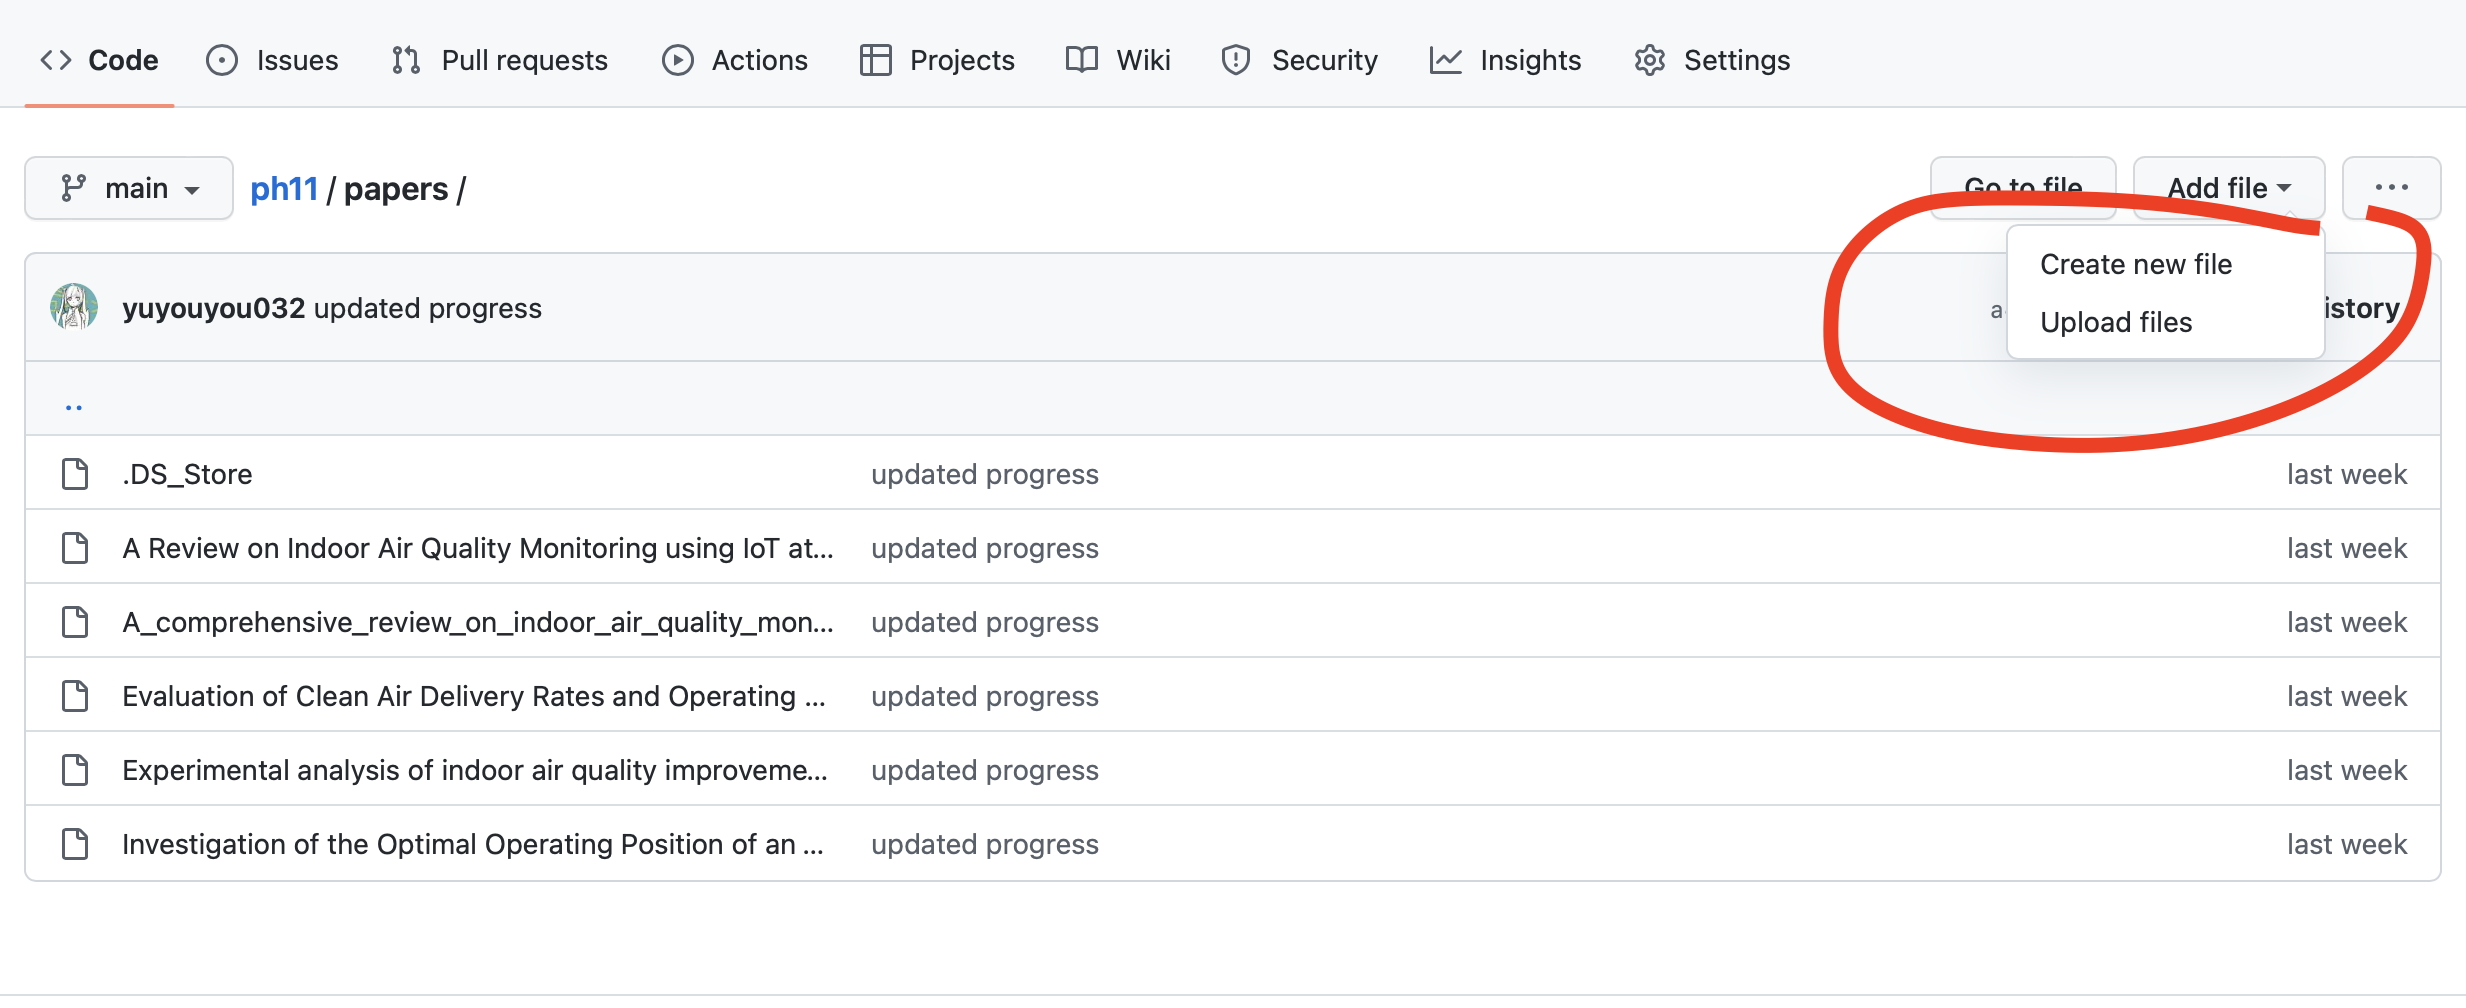 Code Issues Pull requests Actions Projects Wiki Security Insights Settings
main ph11 / papers / Go to file Add file ...
Create new file
yuyouyou032 updated progress istory
Upload files
..
.DS_Store updated progress last week
A Review on Indoor Air Quality Monitoring using IoT at... updated progress last week
A_comprehensive_review_on_indoor_air_quality_mon... updated progress last week
Evaluation of Clean Air Delivery Rates and Operating ... updated progress last week
Experimental analysis of indoor air quality improveme... updated progress last week
Investigation of the Optimal Operating Position of an ... updated progress last week